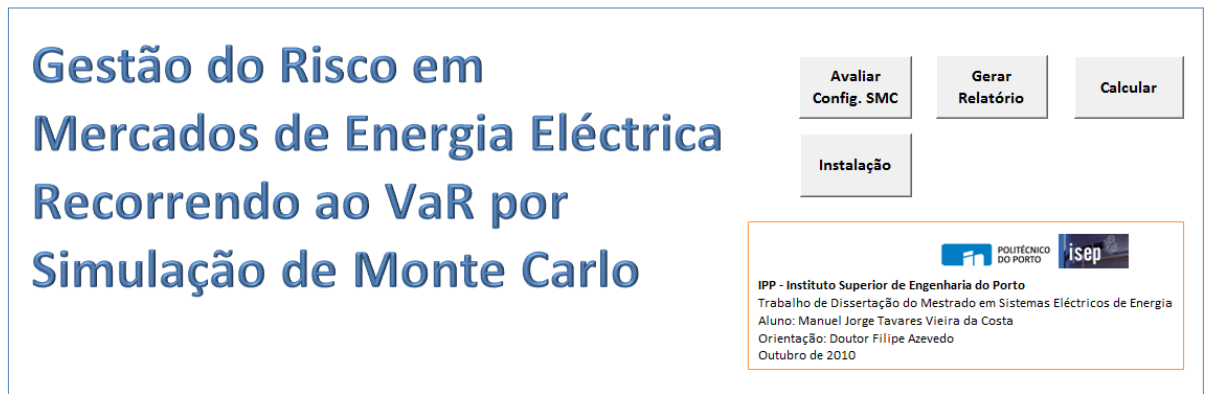 Gestão do Risco em
Mercados de Energia Eléctrica
Recorrendo ao VaR por
Simulação de Monte Carlo
Avaliar
Config. SMC
Gerar
Relatório
Calcular
Instalação
POLITÉCNICO
DO PORTO
isep
IPP - Instituto Superior de Engenharia do Porto
Trabalho de Dissertação do Mestrado em Sistemas Eléctricos de Energia
Aluno: Manuel Jorge Tavares Vieira da Costa
Orientação: Doutor Filipe Azevedo
Outubro de 2010